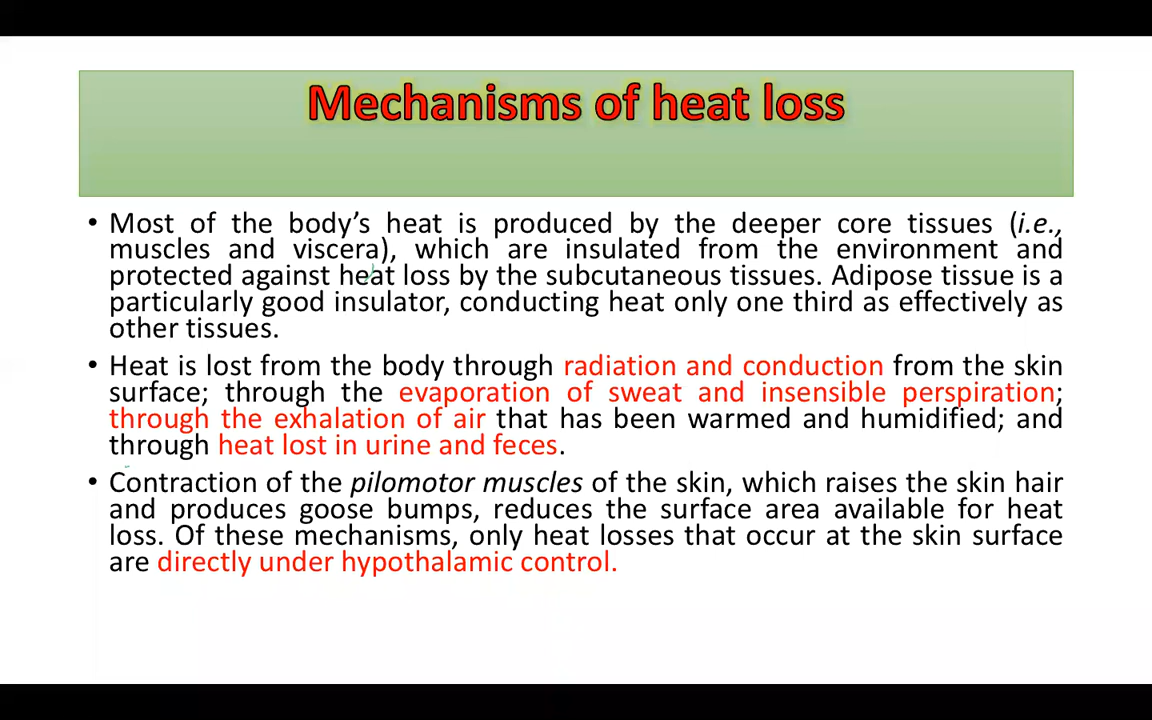 Mechanisms of heat loss
• Most of the body’s heat is produced by the deeper core tissues (i.e.,
muscles and viscera), which are insulated from the environment and
protected against heat loss by the subcutaneous tissues. Adipose tissue is a
particularly good insulator, conducting heat only one third as effectively as
other tissues.
• Heat is lost from the body through radiation and conduction from the skin
surface; through the evaporation of sweat and insensible perspiration;
through the exhalation of air that has been warmed and humidified; and
through heat lost in urine and feces.
• Contraction of the pilomotor muscles of the skin, which raises the skin hair
and produces goose bumps, reduces the surface area available for heat
loss. Of these mechanisms, only heat losses that occur at the skin surface
are directly under hypothalamic control.